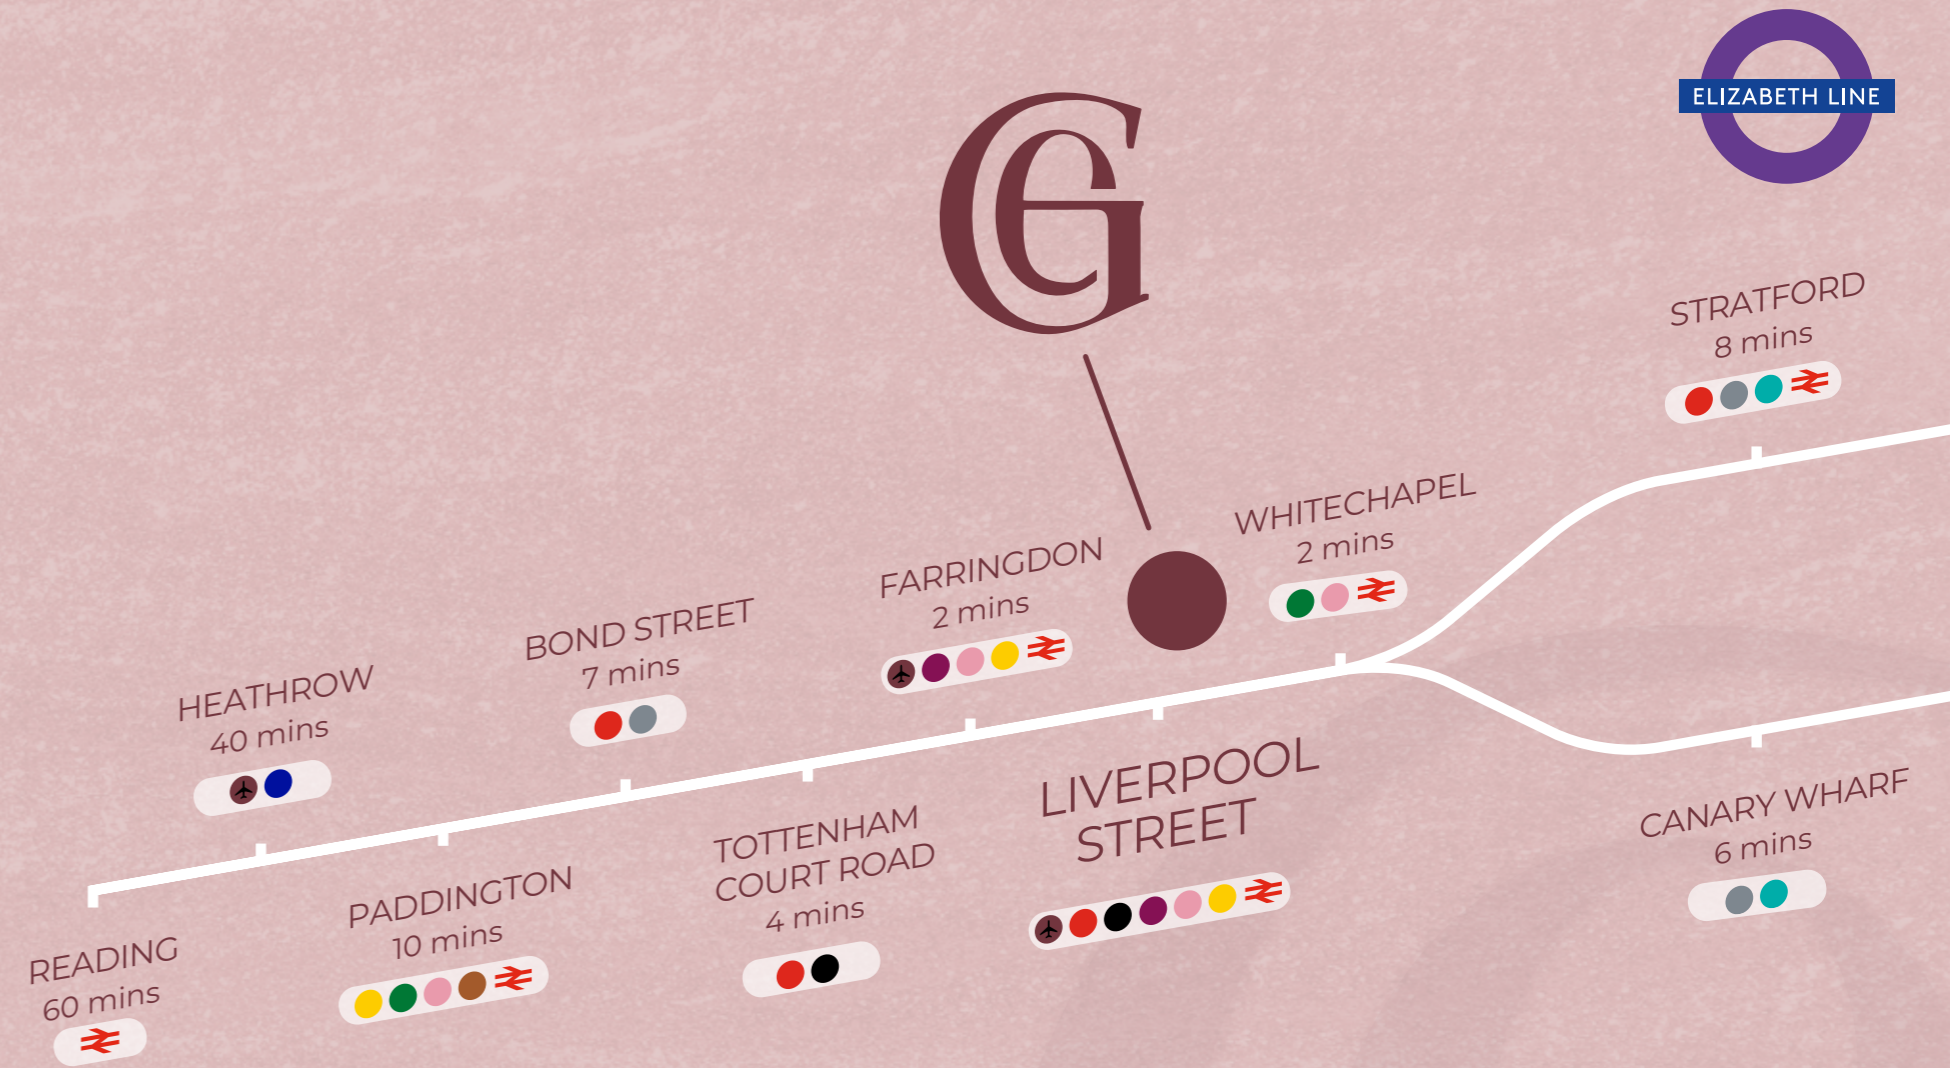 ELIZABETH LINE
GE
STRATFORD
8 mins
WHITECHAPEL
2 mins
FARRINGDON
2 mins
BOND STREET
7 mins
HEATHROW
40 mins
LIVERPOOL
STREET
CANARY WHARF
6 mins
TOTTENHAM
COURT ROAD
4 mins
PADDINGTON
10 mins
READING
60 mins